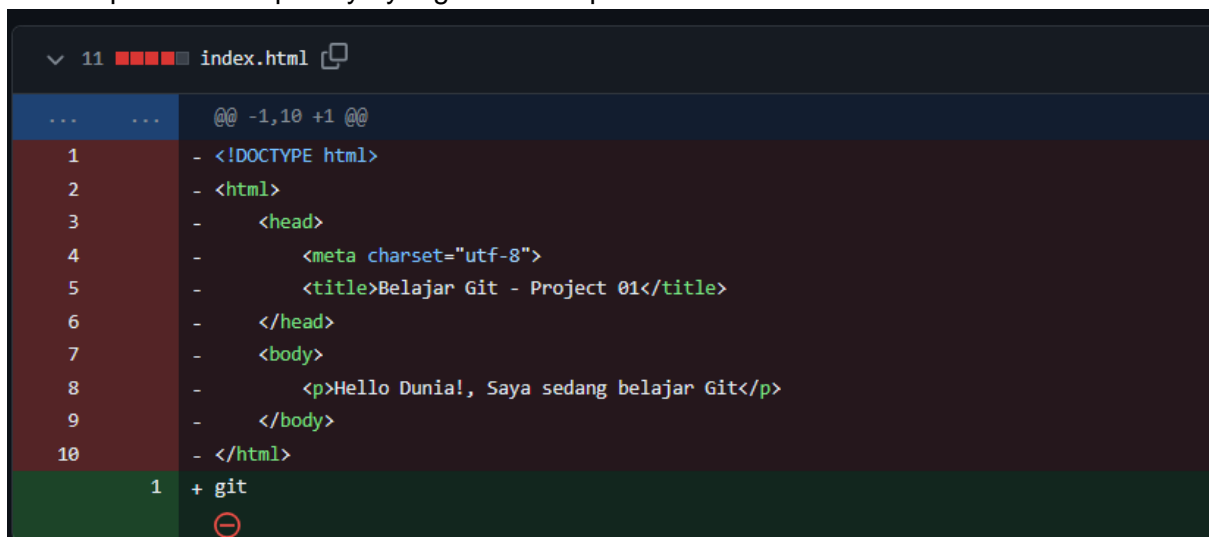 11 index.html
... ... @@ -1,10 +1 @@
1 - <!DOCTYPE html>
2 - <html>
3 -     <head>
4 -         <meta charset="utf-8">
5 -         <title>Belajar Git - Project 01</title>
6 -     </head>
7 -     <body>
8 -         <p>Hello Dunia!, Saya sedang belajar Git</p>
9 -     </body>
10 - </html>
1 + git